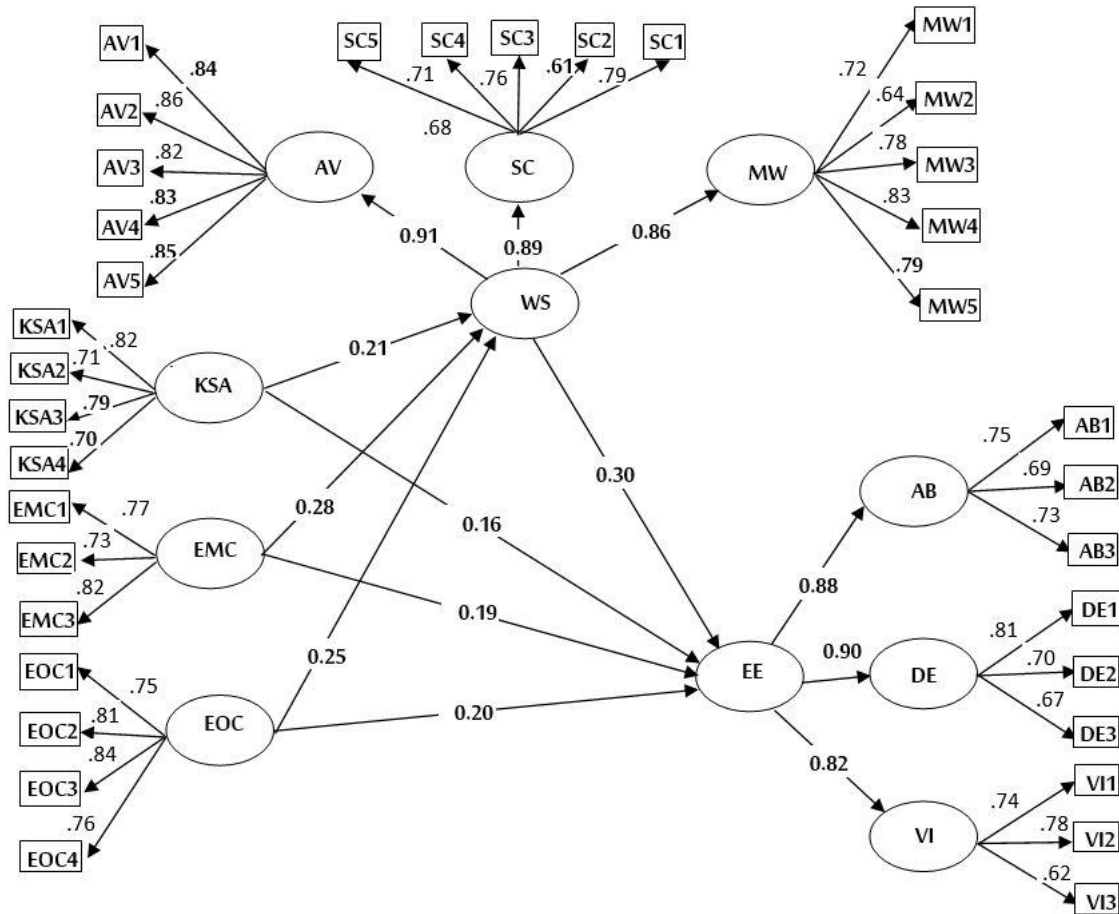 AV1
AV2
AV3
AV4
AV5
.84
.86
.82
.83
.85
AV
SC5
SC4
SC3
SC2
SC1
.71
.76
.61
.79
.68
SC
MW1
MW2
MW3
MW4
MW5
.72
.64
.78
.83
.79
MW
0.91
0.89
0.86
WS
KSA1
KSA2
KSA3
KSA4
.82
.71
.79
.70
KSA
0.21
0.16
EMC1
EMC2
EMC3
.77
.73
.82
EMC
0.28
0.19
EOC1
EOC2
EOC3
EOC4
.75
.81
.84
.76
EOC
0.25
0.20
0.30
EE
0.88
0.90
0.82
AB
.75
.69
.73
AB1
AB2
AB3
DE
.81
.70
.67
DE1
DE2
DE3
VI
.74
.78
.62
VI1
VI2
VI3